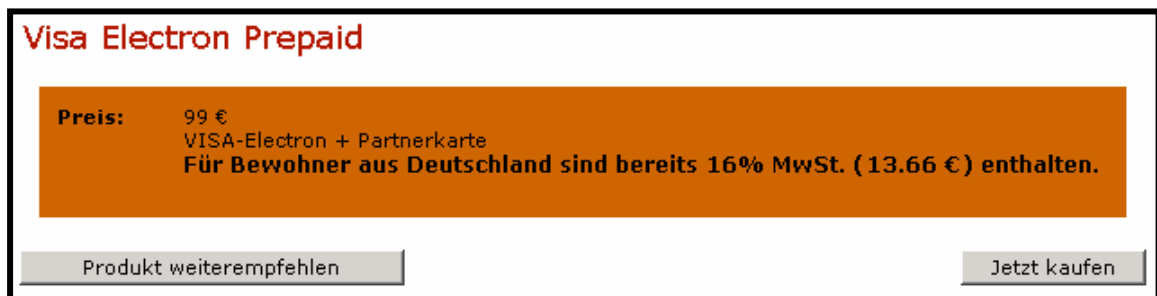 Visa Electron Prepaid
Preis: 99 €
VISA-Electron + Partnerkarte
Für Bewohner aus Deutschland sind bereits 16% MwSt. (13.66 €) enthalten.
Produkt weiterempfehlen Jetzt kaufen